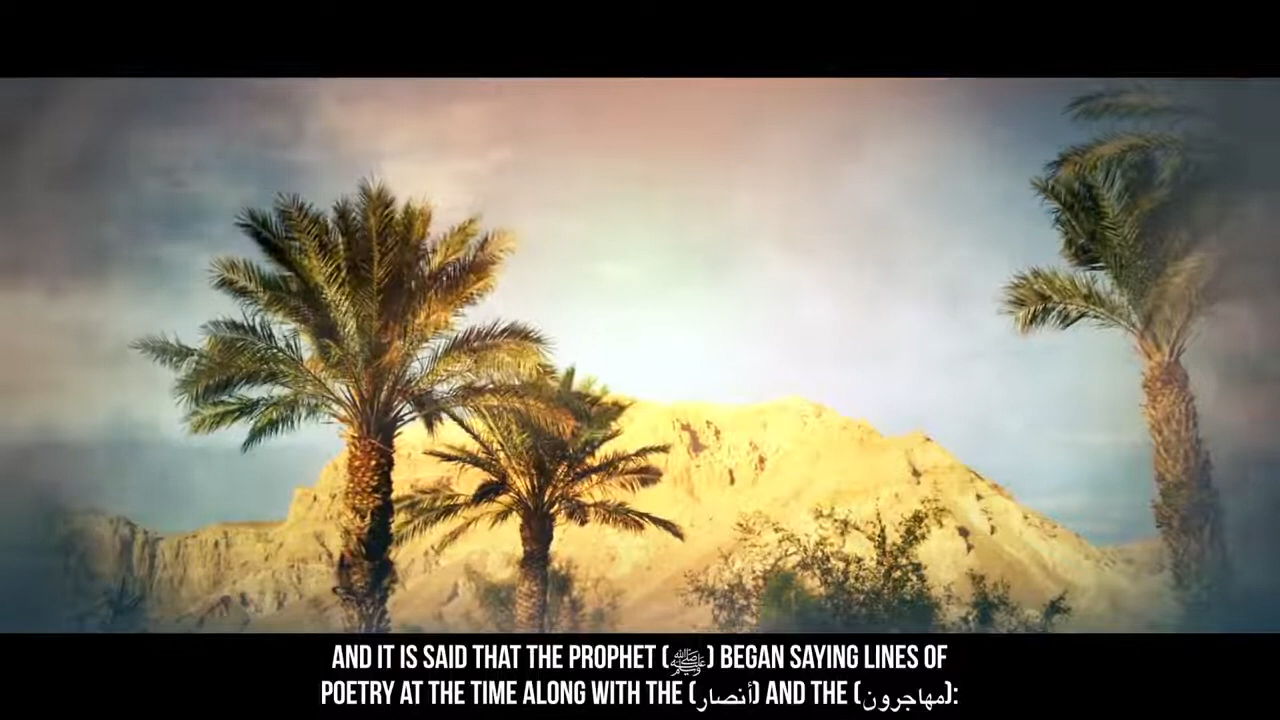 AND IT IS SAID THAT THE PROPHET (ﷺ) BEGAN SAYING LINES OF
POETRY AT THE TIME ALONG WITH THE (أنصار) AND THE (مهاجرون):